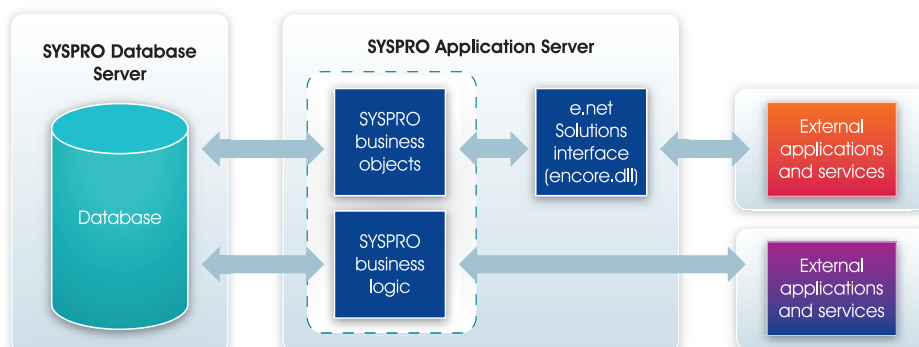 SYSPRO Database
Server
Database
SYSPRO Application Server
SYSPRO
business
objects
e.net
Solutions
interface
(encore.dll)
SYSPRO
business
logic
External
applications
and services
External
applications
and services